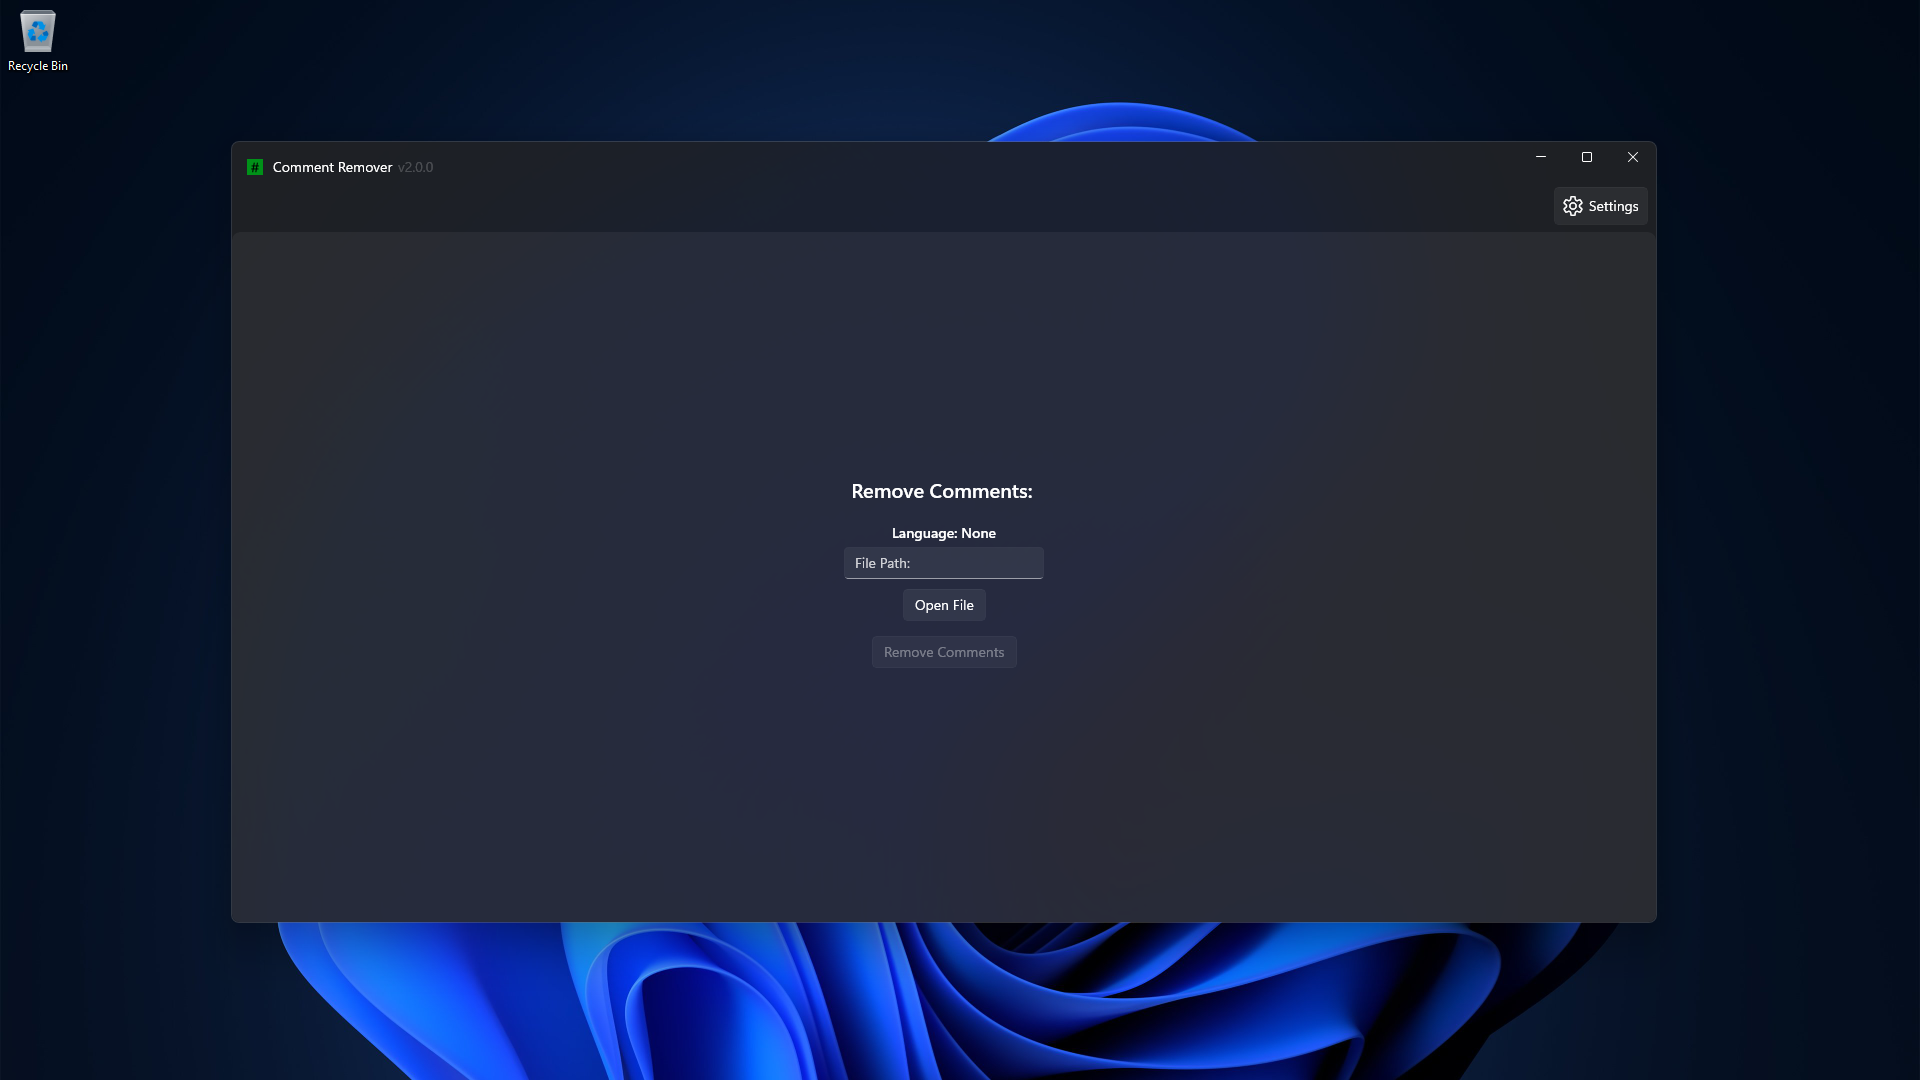 Recycle Bin
# Comment Remover v2.0.0
Settings
Remove Comments:
Language: None
File Path:
Open File
Remove Comments